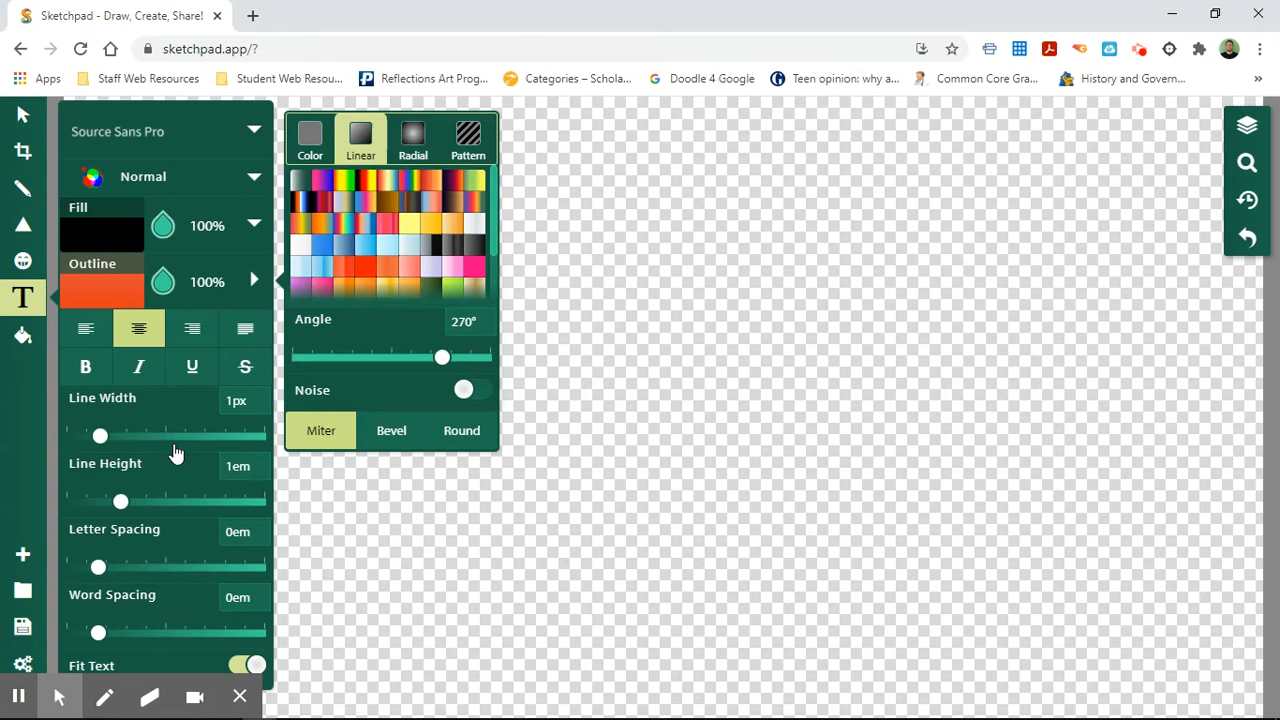 Sketchpad - Draw, Create, Share!
sketchpad.app/?
Apps
Staff Web Resources
Student Web Resou...
Reflections Art Prog...
Categories – Schola...
Doodle 4 Google
Teen opinion: why a...
Common Core Gra...
History and Govern...
»
Source Sans Pro
Normal
Fill
100%
Outline
100%
B I U S
Line Width
1px
Line Height
1em
Letter Spacing
0em
Word Spacing
0em
Fit Text
T
Color Linear Radial Pattern
Angle
270°
Noise
Miter Bevel Round